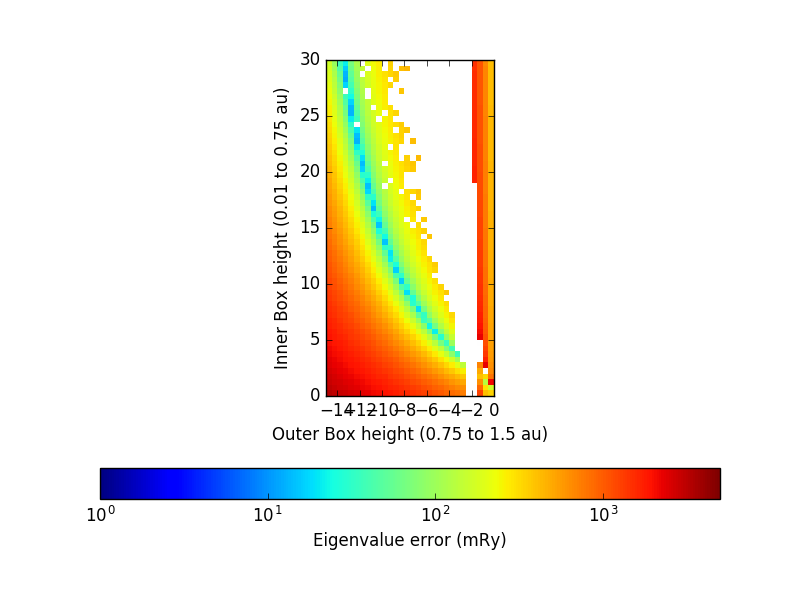 30
25
20
15
10
5
0
Inner Box height (0.01 to 0.75 au)
−14 −12 −10 −8 −6 −4 −2 0
Outer Box height (0.75 to 1.5 au)
10⁰ 10¹ 10² 10³
Eigenvalue error (mRy)